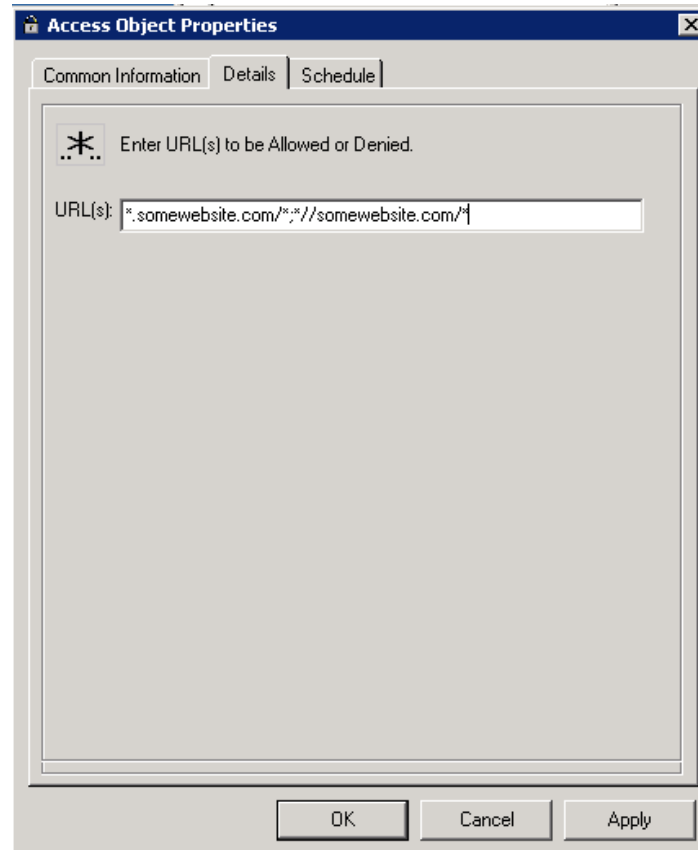 Access Object Properties
Common Information Details Schedule
..*.. Enter URL(s) to be Allowed or Denied.
URL(s): *.somewebsite.com/*;*//somewebsite.com/*
OK Cancel Apply